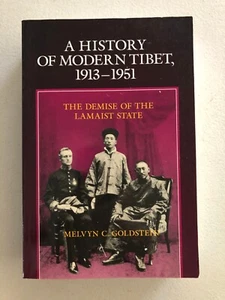 A HISTORY
OF MODERN TIBET,
1913–1951
THE DEMISE OF THE
LAMAIST STATE
MELVYN C. GOLDSTEIN